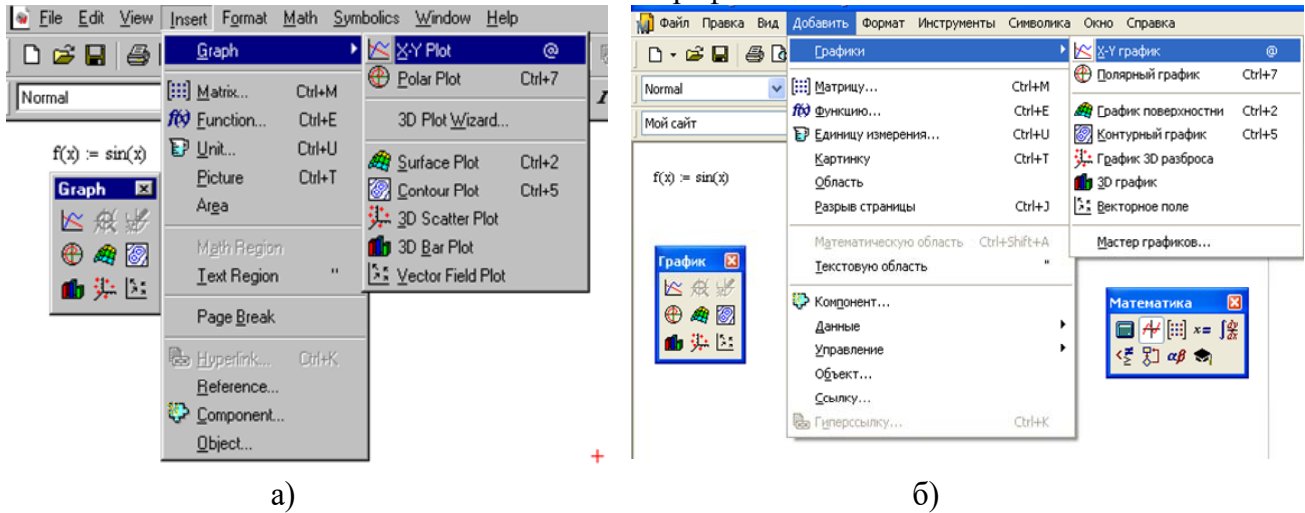 File Edit View Insert Format Math Symbolics Window Help
Normal
f(x) := sin(x)
Graph
Graph
Matrix... Ctrl+M
Function... Ctrl+E
Unit... Ctrl+U
Picture Ctrl+T
Area
Math Region
Text Region "
Page Break
Hyperlink... Ctrl+K
Reference...
Component...
Object...
X-Y Plot @
Polar Plot Ctrl+7
3D Plot Wizard...
Surface Plot Ctrl+2
Contour Plot Ctrl+5
3D Scatter Plot
3D Bar Plot
Vector Field Plot
а)
Файл Правка Вид Добавить Формат Инструменты Символика Окно Справка
Normal
Мой сайт
f(x) := sin(x)
График
Графики
Матрицу... Ctrl+M
Функцию... Ctrl+E
Единицу измерения... Ctrl+U
Картинку Ctrl+T
Область
Разрыв страницы Ctrl+J
Математическую область Ctrl+Shift+A
Текстовую область "
Компонент...
Данные
Управление
Объект...
Ссылку...
Гиперссылку... Ctrl+K
X-Y график @
Полярный график Ctrl+7
График поверхностни Ctrl+2
Контурный график Ctrl+5
График 3D разброса
3D график
Векторное поле
Мастер графиков...
Математика
б)